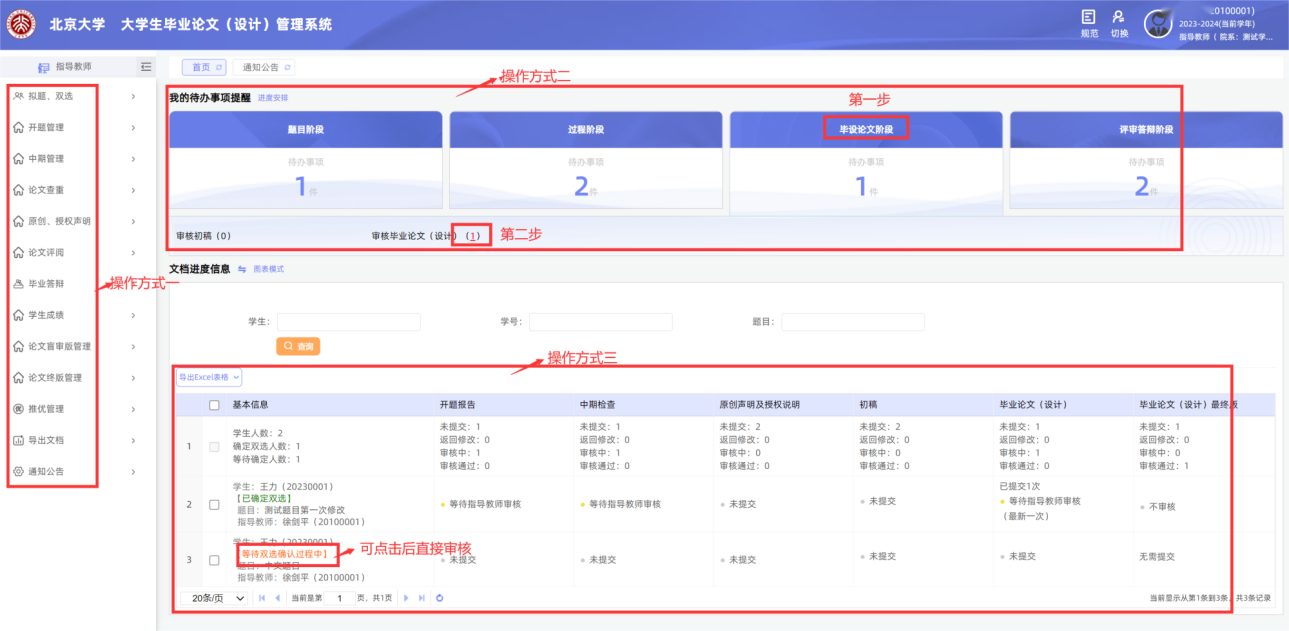 北京大学 大学生毕业论文（设计）管理系统
规范
切换
0100001)
2023-2024(当前学年)
指导教师（ 院系：测试学...
指导教师
首页
通知公告
拟题、双选
开题管理
中期管理
论文查重
原创、授权声明
论文评阅
毕业答辩
学生成绩
论文盲审版管理
论文终版管理
推优管理
导出文档
通知公告
操作方式一
操作方式二
我的待办事项提醒 进度安排
第一步
题目阶段
待办事项
1件
过程阶段
待办事项
2件
毕设论文阶段
待办事项
1件
评审答辩阶段
待办事项
2件
审核初稿（0）
审核毕业论文（设计）（1）
第二步
文档进度信息 图表模式
学生：
学号：
题目：
查询
操作方式三
导出Excel表格
基本信息 开题报告 中期检查 原创声明及授权说明 初稿 毕业论文（设计） 毕业论文（设计）最终版
1
学生人数：2
确定双选人数：1
等待确定人数：1
未提交：1
返回修改：0
审核中：1
审核通过：0
未提交：1
返回修改：0
审核中：1
审核通过：0
未提交：2
返回修改：0
审核中：0
审核通过：0
未提交：2
返回修改：0
审核中：0
审核通过：0
未提交：1
返回修改：0
审核中：1
审核通过：0
未提交：1
返回修改：0
审核中：0
审核通过：1
2
学生：王力（20230001）
【已确定双选】
题目：测试题目第一次修改
指导教师：徐剑平（20100001）
等待指导教师审核
等待指导教师审核
未提交
未提交
已提交1次
等待指导教师审核
（最新一次）
不审核
3
学生：王力（20230001）
【等待双选确认过程中】
可点击后直接审核
题目：中文题目
指导教师：徐剑平（20100001）
未提交
未提交
未提交
未提交
未提交
无需提交
20条/页 当前是第 1 页，共1页
当前显示从第1条到3条，共3条记录